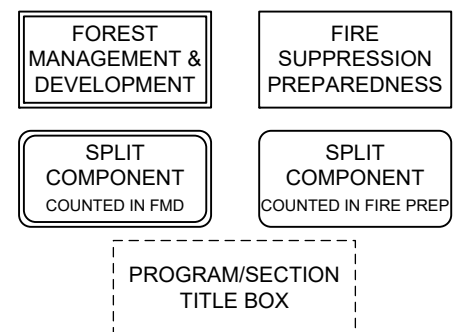 FOREST
MANAGEMENT &
DEVELOPMENT
FIRE
SUPPRESSION
PREPAREDNESS
SPLIT
COMPONENT
COUNTED IN FMD
SPLIT
COMPONENT
COUNTED IN FIRE PREP
PROGRAM/SECTION
TITLE BOX